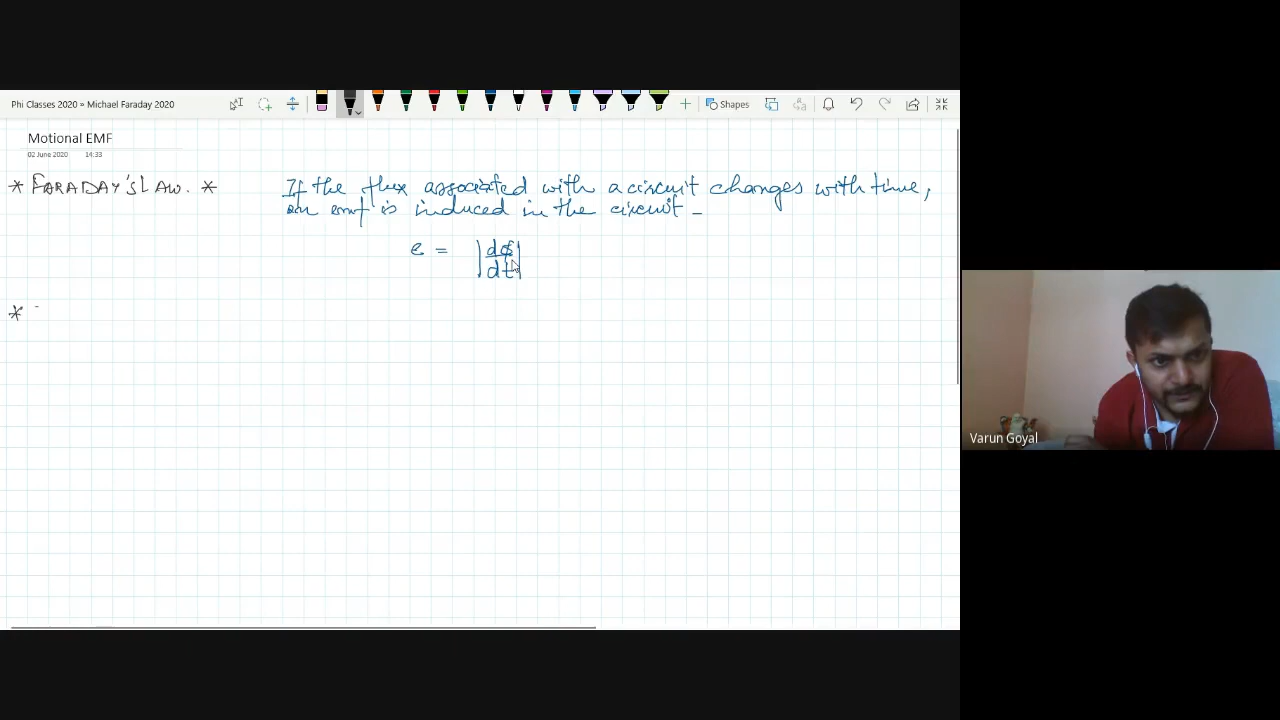 Phi Classes 2020 » Michael Faraday 2020
Shapes
Motional EMF
02 June 2020 14:33
* FARADAY'S LAW. *
If the flux associated with a circuit changes with time,
an emf is induced in the circuit -
e = |dφ/dt|
*
Varun Goyal